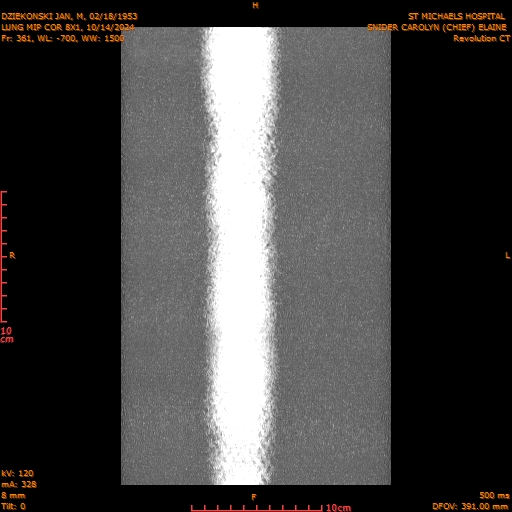 H
DZIEKONSKI JAN, M, 02/18/1953
ST MICHAELS HOSPITAL
LUNG MIP COR 8X1, 10/14/2024
SNIDER CAROLYN (CHIEF) ELAINE
Fr: 361, WL: -700, WW: 1500
Revolution CT
R
L
10
cm
kV: 120
mA: 328
8 mm
F
500 ms
Tilt: 0
10cm
DFOV: 391.00 mm